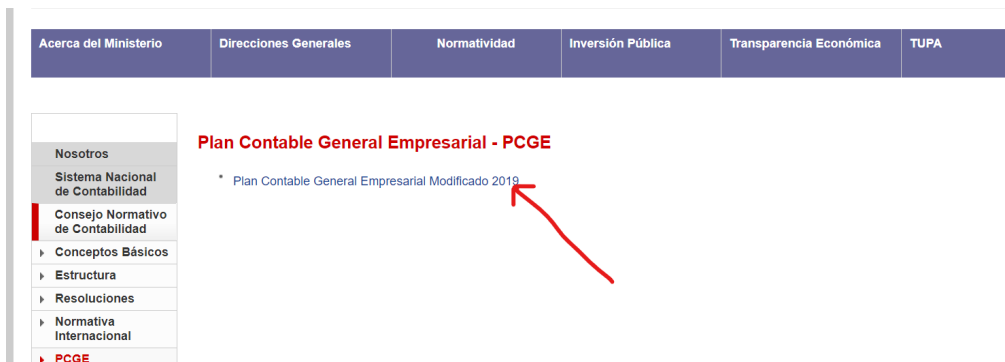 Acerca del Ministerio
Direcciones Generales
Normatividad
Inversión Pública
Transparencia Económica
TUPA
Nosotros
Sistema Nacional
de Contabilidad
Consejo Normativo
de Contabilidad
Conceptos Básicos
Estructura
Resoluciones
Normativa
Internacional
PCGE
Plan Contable General Empresarial - PCGE
Plan Contable General Empresarial Modificado 2019